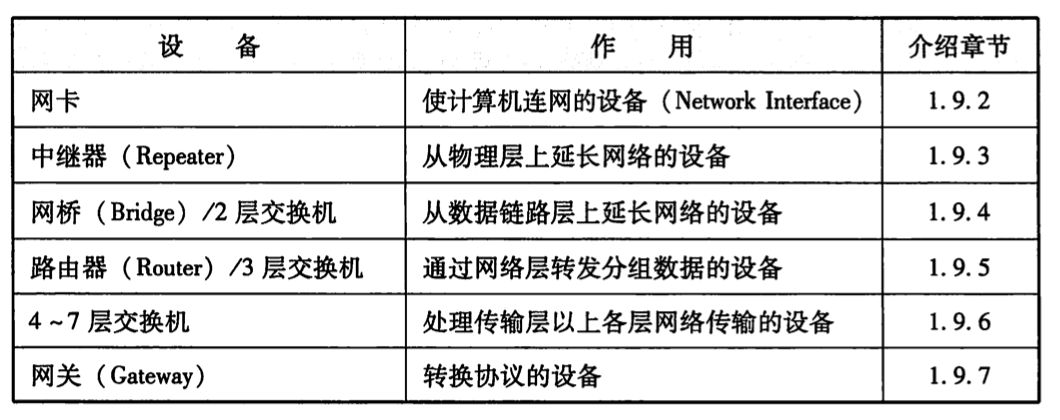 设 备 作 用 介绍章节
网卡 使计算机连网的设备（Network Interface） 1.9.2
中继器（Repeater） 从物理层上延长网络的设备 1.9.3
网桥（Bridge）/2 层交换机 从数据链路层上延长网络的设备 1.9.4
路由器（Router）/3 层交换机 通过网络层转发分组数据的设备 1.9.5
4~7 层交换机 处理传输层以上各层网络传输的设备 1.9.6
网关（Gateway） 转换协议的设备 1.9.7